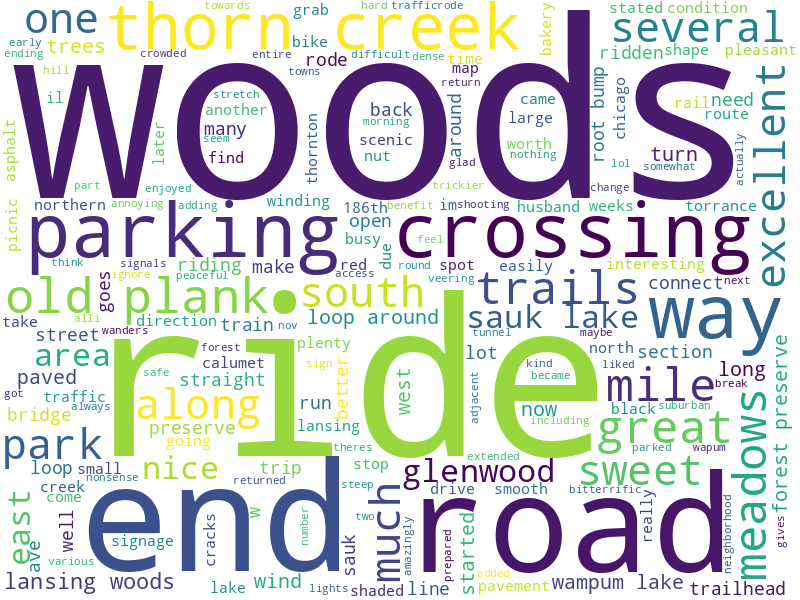 one
thorn creek
grab
bike
towards
hard
trafficrode
stated
condition
several
early
ending
trees
crowded
entire
rode
difficult
dense
time
bakery
ridden
shape
pleasant
hill
towns
map
return
woods
il
stretch
another
many
seem
find
morning
back
scenic
nut
around
came
large
worth
nothing
root bump
chicago
lol
rail
need
route
turn
somewhat
actually
excellent
asphalt
later
thornton
glad
trickier
change
part
enjoyed
picnic
northern
annoying
adding
winding
186th
benefit
im
shooting
husband
weeks
torrance
parking
open
busy
due
feel
crossing
think
signals
riding
make
red
spot
easily
interesting
ignore
peaceful
access
round
veering
connect
next
old plank
goes
south
trails
way
take
alli
wanders
direction
train
nov
loop around
sauk lake
street
forest
plenty
tunnel
maybe
north
section
area
safe
calumet
sign
lot
kind
liked
long
paved
straight
better
west
ride
became
mile
break
got
traffic
always
along
run
adjacent
now
black
suburban
bridge
preserve
lansing
including
great
parked
wapum
meadows
forest preserve
park
going
theres
loop
small
nice
trip
stop
extended
glenwood
sweet
creek
nonsense
returned
steep
much
drive
smooth
bitterrific
east
come
well
signage
cracks
w
number
end
two
sauk
amazingly
prepared
started
road
really
neighborhood
gives
ave
various
lansing woods
lake
wind
lights
shaded
line
added
pavement
wampum lake
trailhead